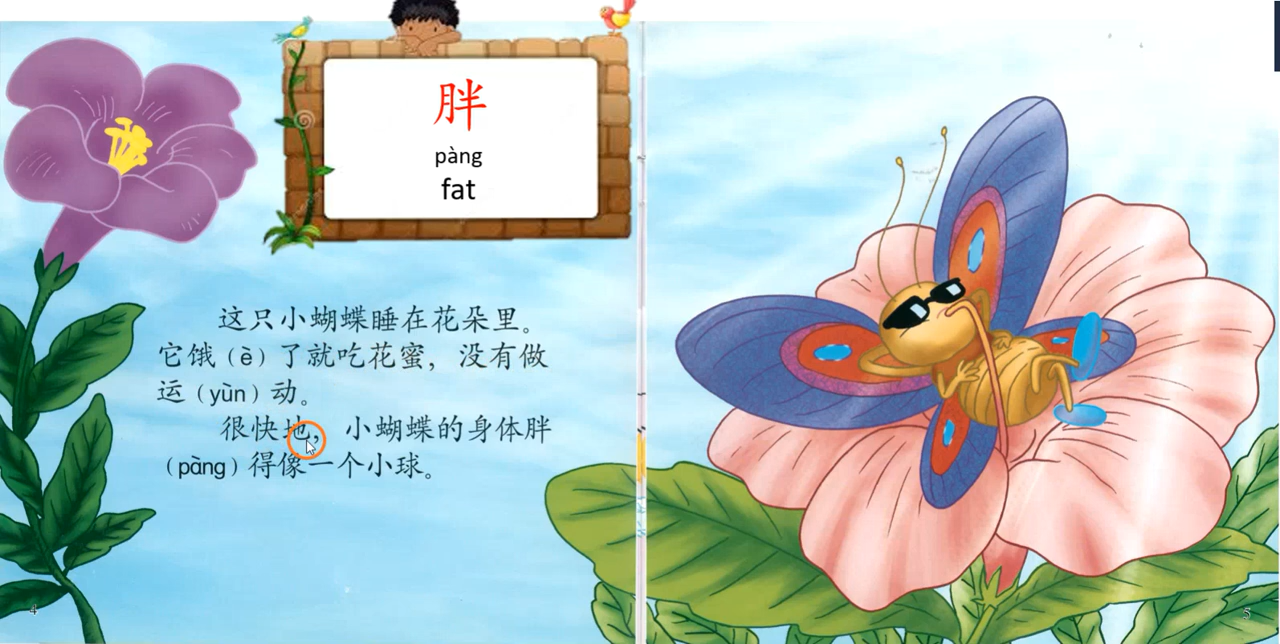 胖
pàng
fat
这只小蝴蝶睡在花朵里。
它饿（è）了就吃花蜜，没有做
运（yùn）动。
很快地，小蝴蝶的身体胖
（pàng）得像一个小球。
4
5